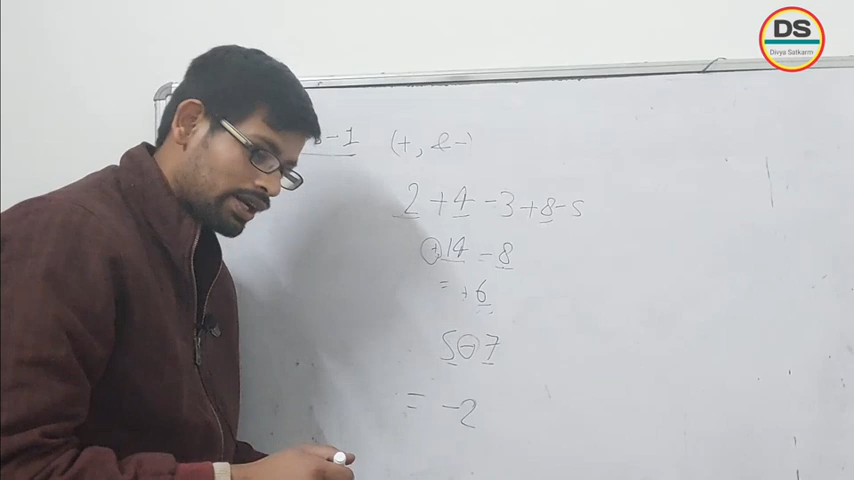 DS
Divya Satkarm
-1 (+, & -)
2 + 4 - 3 + 8 - 5
+14 - 8
= +6
5 - 7
= -2